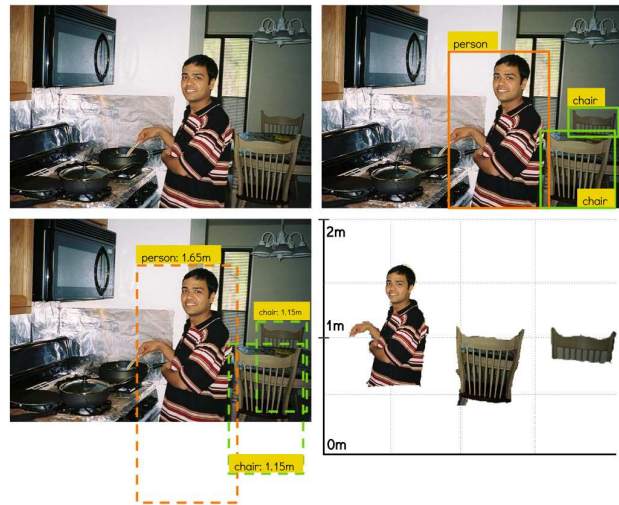 person
chair
chair
person: 1.65m
chair: 1.15m
chair: 1.15m
2m
1m
0m